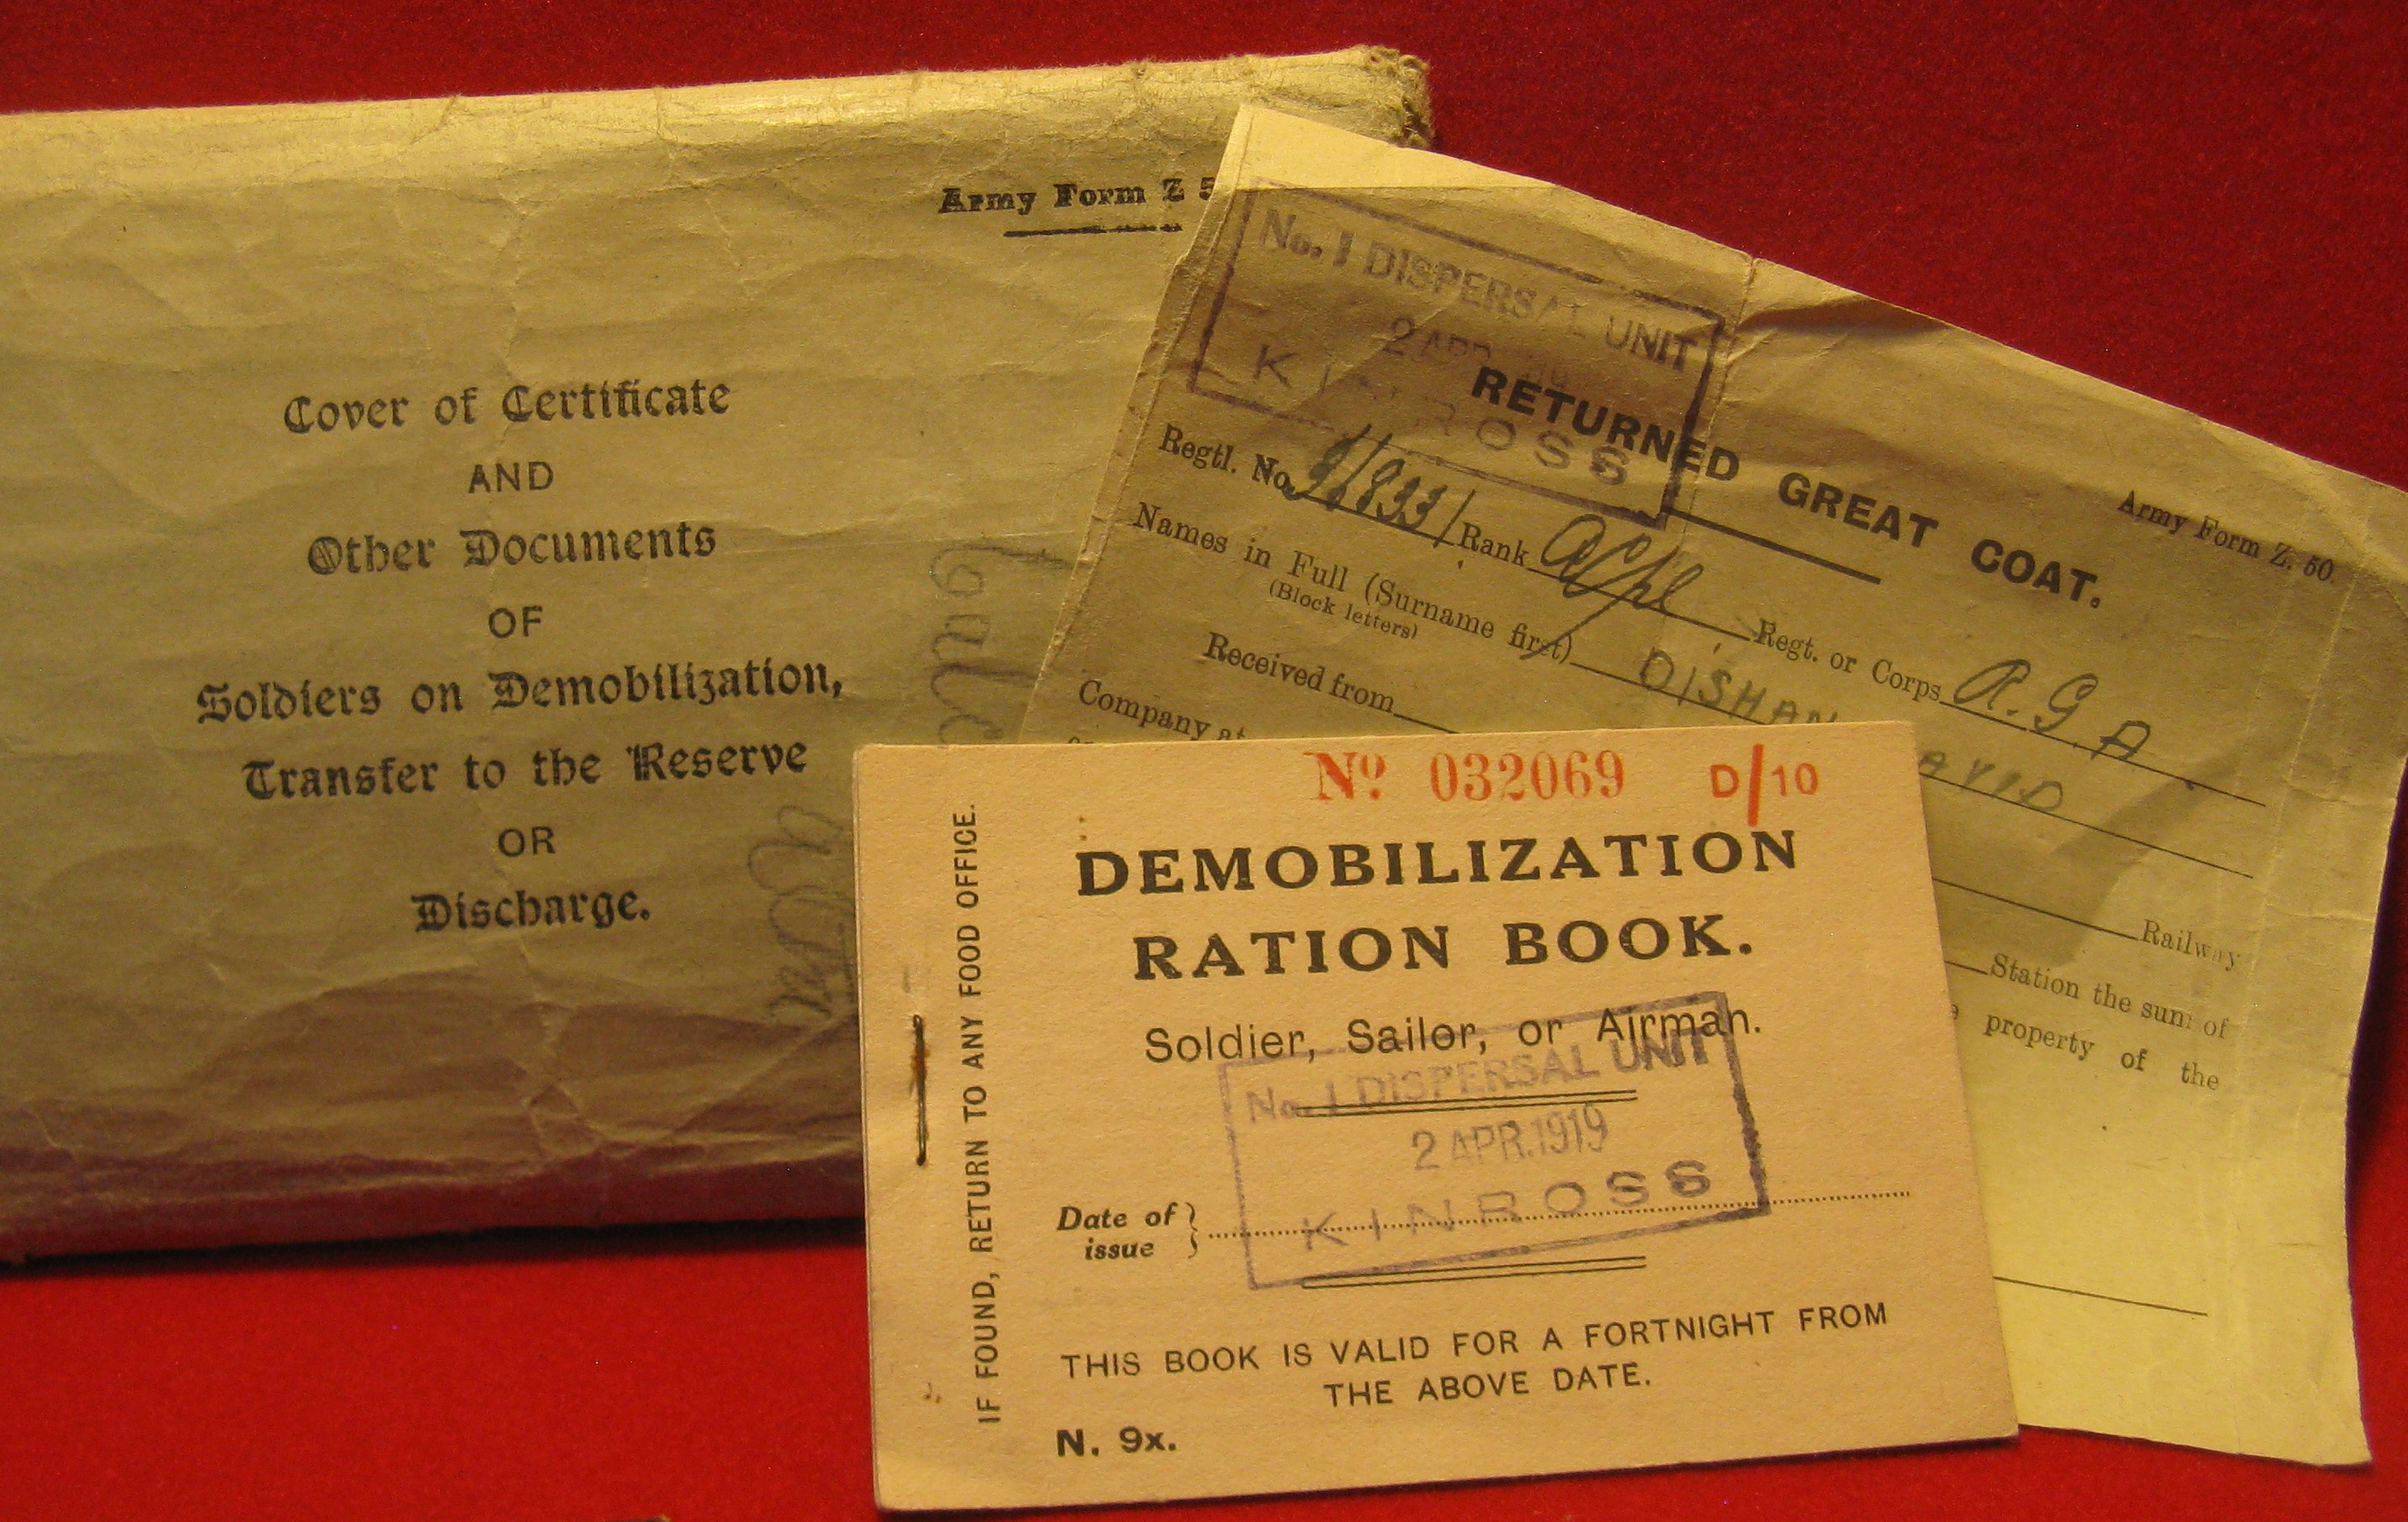 Army Form Z 5
Cover of Certificate
AND
Other Documents
OF
Soldiers on Demobilization,
Transfer to the Reserve
OR
Discharge.
No. 1 DISPERSAL UNIT
2 APR
KINROSS
RETURNED GREAT COAT.
Army Form Z. 50.
Regtl. No. Rank Regt. or Corps R.G.A.
Names in Full (Surname first) DISHAN AVID
(Block letters)
Received from Railway
Company at Station the sum of
property of the
No 032069 D/10
DEMOBILIZATION
RATION BOOK.
Soldier, Sailor, or Airman.
No. 1 DISPERSAL UNIT
2 APR. 1919
KINROSS
Date of
issue
THIS BOOK IS VALID FOR A FORTNIGHT FROM
THE ABOVE DATE.
N. 9x.
IF FOUND, RETURN TO ANY FOOD OFFICE.